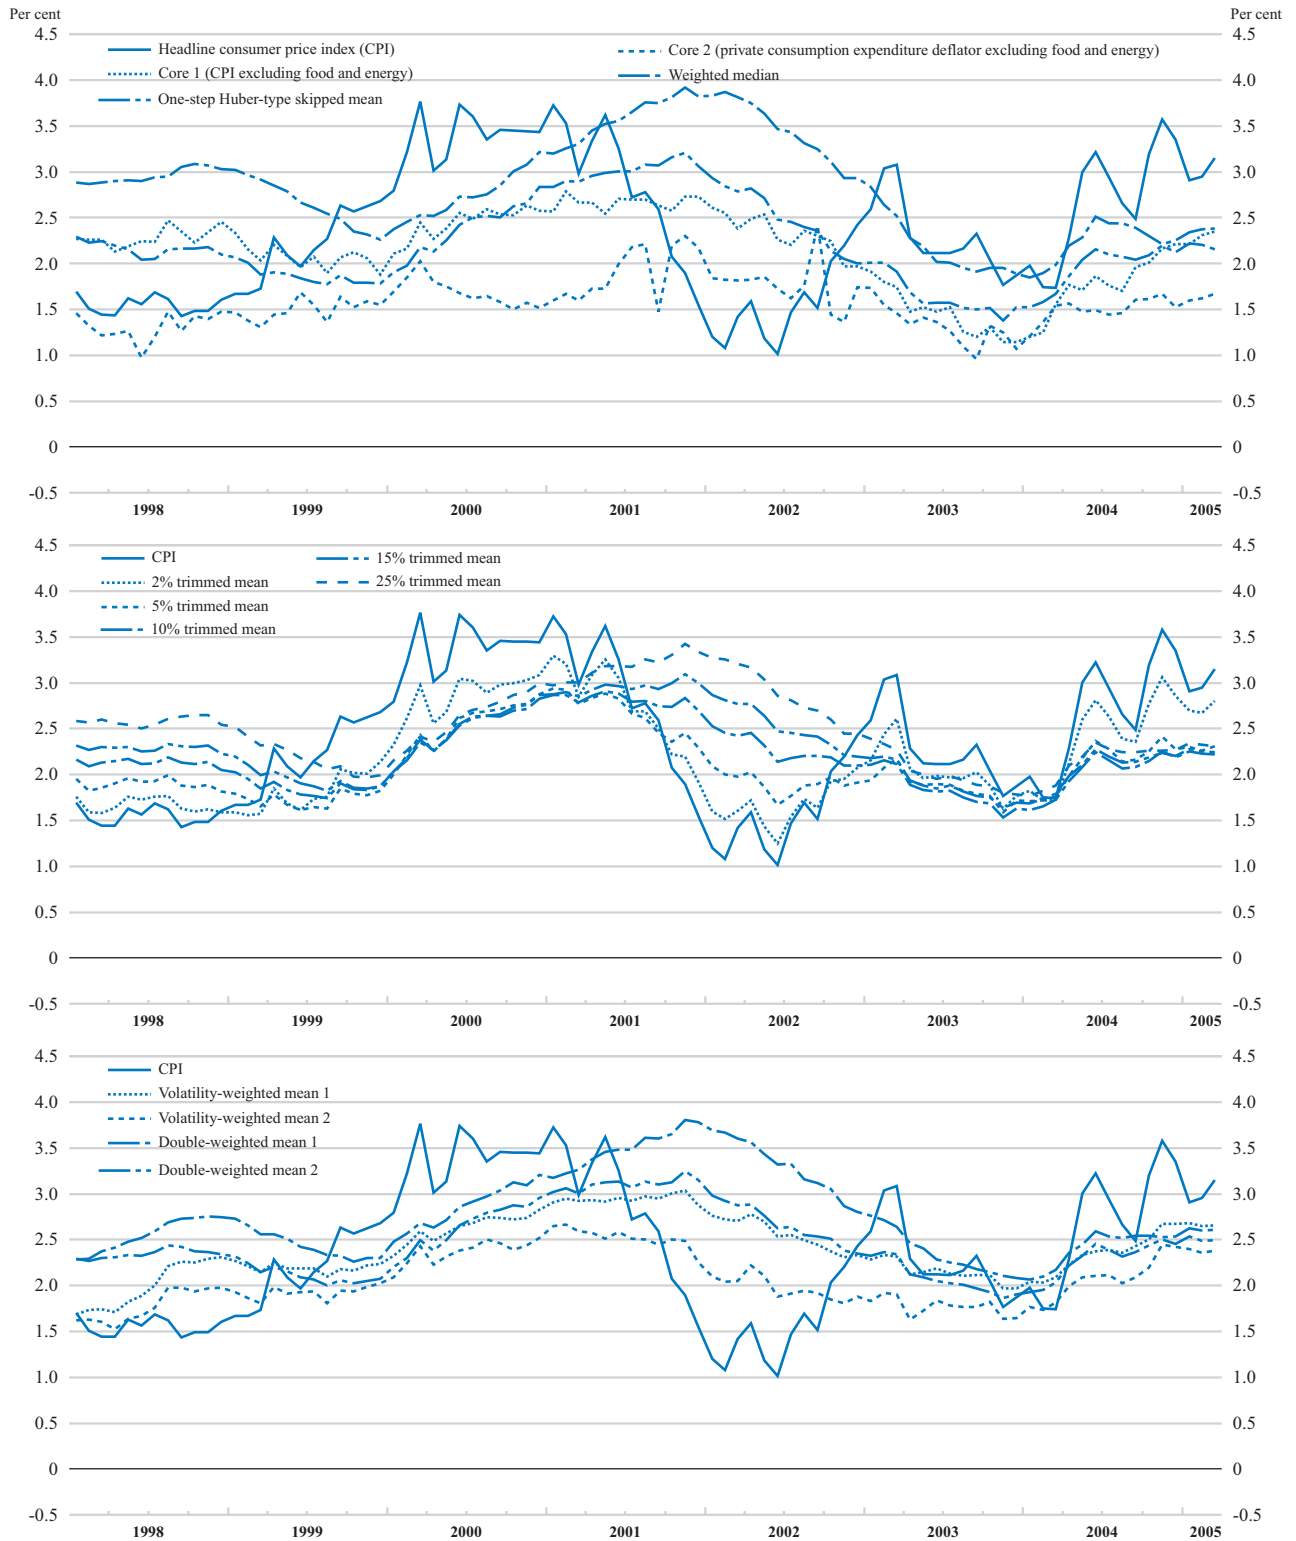 Per cent Per cent
4.5 4.5
Headline consumer price index (CPI) Core 2 (private consumption expenditure deflator excluding food and energy)
Core 1 (CPI excluding food and energy) Weighted median
4.0 4.0
One-step Huber-type skipped mean
3.5 3.5
3.0 3.0
2.5 2.5
2.0 2.0
1.5 1.5
1.0 1.0
0.5 0.5
0 0
-0.5 -0.5
1998 1999 2000 2001 2002 2003 2004 2005
4.5 4.5
CPI 15% trimmed mean
2% trimmed mean 25% trimmed mean
4.0 4.0
5% trimmed mean
10% trimmed mean
3.5 3.5
3.0 3.0
2.5 2.5
2.0 2.0
1.5 1.5
1.0 1.0
0.5 0.5
0 0
-0.5 -0.5
1998 1999 2000 2001 2002 2003 2004 2005
4.5 4.5
CPI
Volatility-weighted mean 1
4.0 4.0
Volatility-weighted mean 2
Double-weighted mean 1
3.5 3.5
Double-weighted mean 2
3.0 3.0
2.5 2.5
2.0 2.0
1.5 1.5
1.0 1.0
0.5 0.5
0 0
-0.5 -0.5
1998 1999 2000 2001 2002 2003 2004 2005